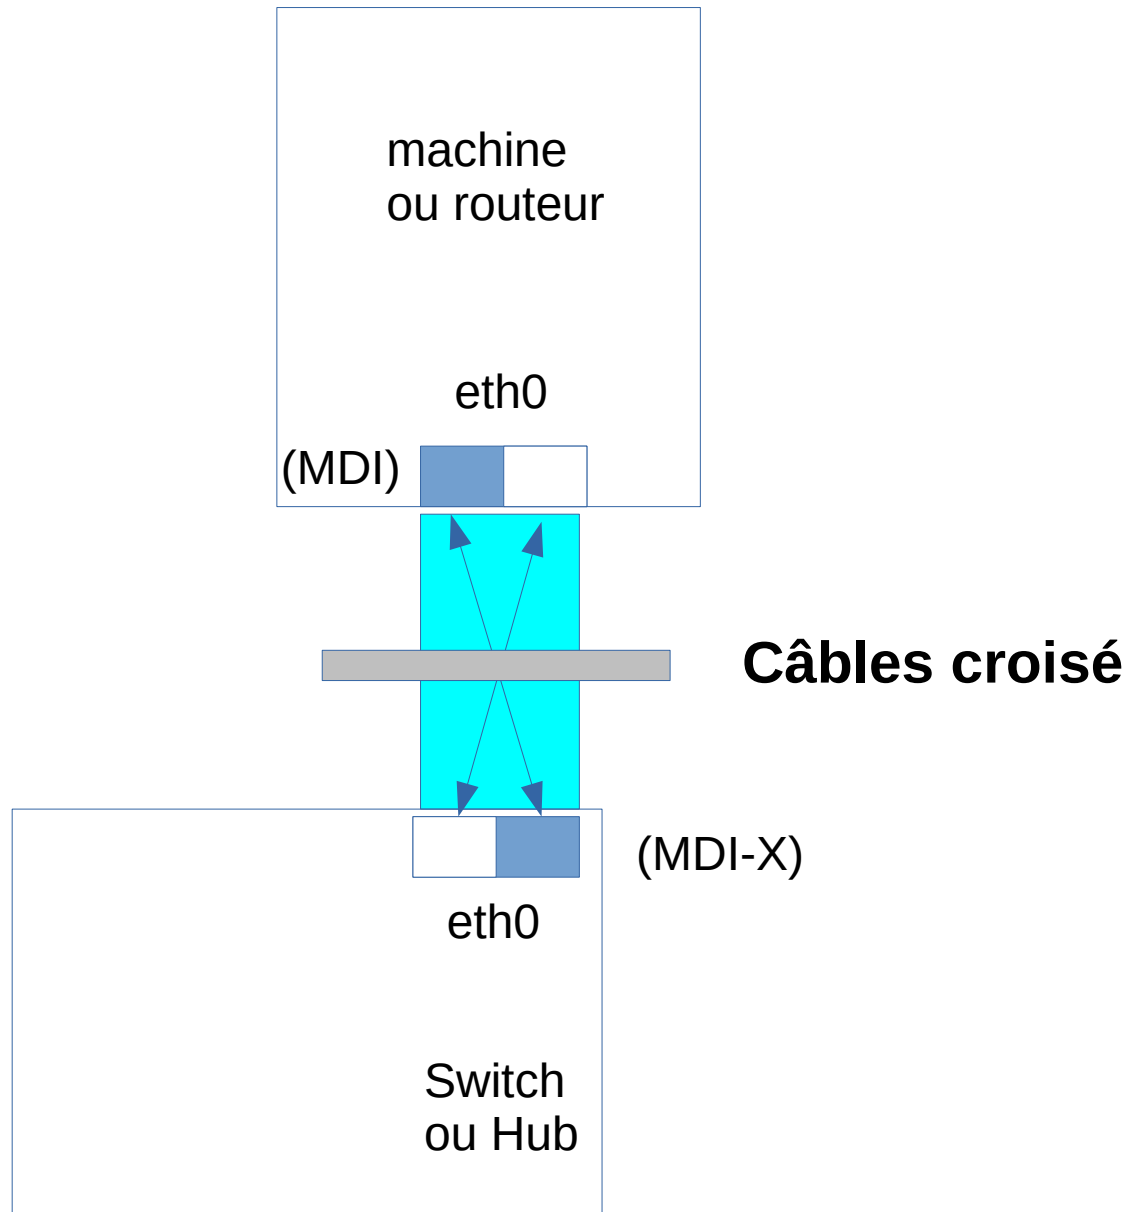 machine
ou routeur
eth0
(MDI)
Câbles croisé
(MDI-X)
eth0
Switch
ou Hub